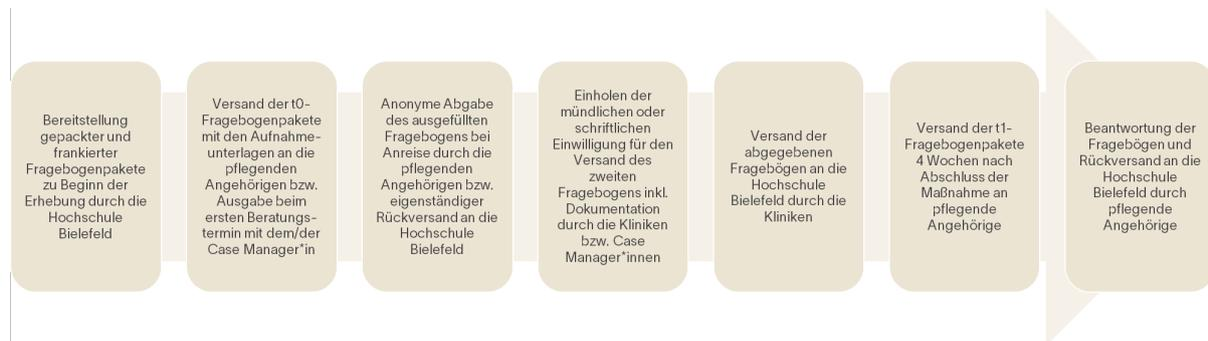 Bereitstellung
gepackter und
frankierter
Fragebogenpakete
zu Beginn der
Erhebung durch die
Hochschule
Bielefeld
Versand der t0-
Fragebogenpakete
mit den Aufnahme-
unterlagen an die
pflegenden
Angehörigen bzw.
Ausgabe beim
ersten Beratungs-
termin mit dem/der
Case Manager*in
Anonyme Abgabe
des ausgefüllten
Fragebogens bei
Anreise durch die
pflegenden
Angehörigen bzw.
eigenständiger
Rückversand an die
Hochschule
Bielefeld
Einholen der
mündlichen oder
schriftlichen
Einwilligung für den
Versand des
zweiten
Fragebogens inkl.
Dokumentation
durch die Kliniken
bzw. Case
Manager*innen
Versand der
abgegebenen
Fragebögen an die
Hochschule
Bielefeld durch die
Kliniken
Versand der t1-
Fragebogenpakete
4 Wochen nach
Abschluss der
Maßnahme an
pflegende
Angehörige
Beantwortung der
Fragebögen und
Rückversand an die
Hochschule
Bielefeld durch
pflegende
Angehörige